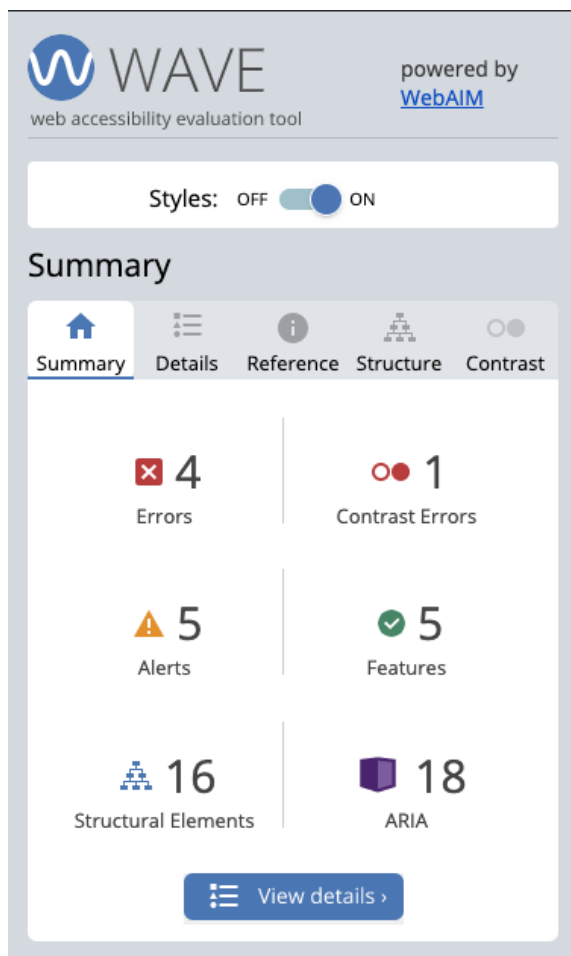 WAVE
web accessibility evaluation tool
powered by
WebAIM
Styles: OFF ON
Summary
Summary Details Reference Structure Contrast
4
Errors
1
Contrast Errors
5
Alerts
5
Features
16
Structural Elements
18
ARIA
View details ›